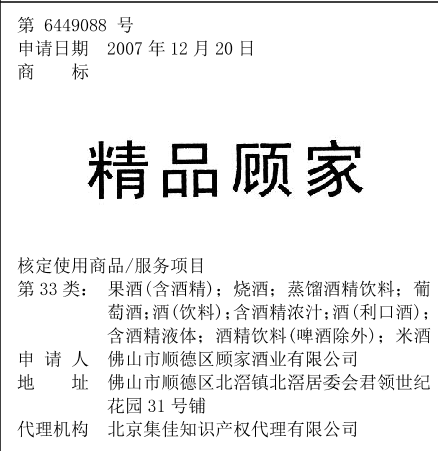 第 6449088 号
申请日期 2007 年 12 月 20 日
商 标
精品顾家
核定使用商品/服务项目
第 33 类： 果酒(含酒精)；烧酒；蒸馏酒精饮料；葡
萄酒;酒(饮料);含酒精浓汁;酒(利口酒);
含酒精液体；酒精饮料(啤酒除外)；米酒
申 请 人 佛山市顺德区顾家酒业有限公司
地 址 佛山市顺德区北滘镇北滘居委会君领世纪
花园 31 号铺
代理机构 北京集佳知识产权代理有限公司